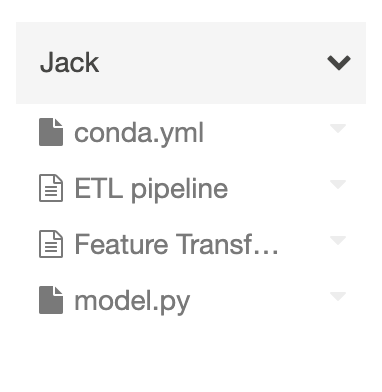 Jack
conda.yml
ETL pipeline
Feature Transf...
model.py